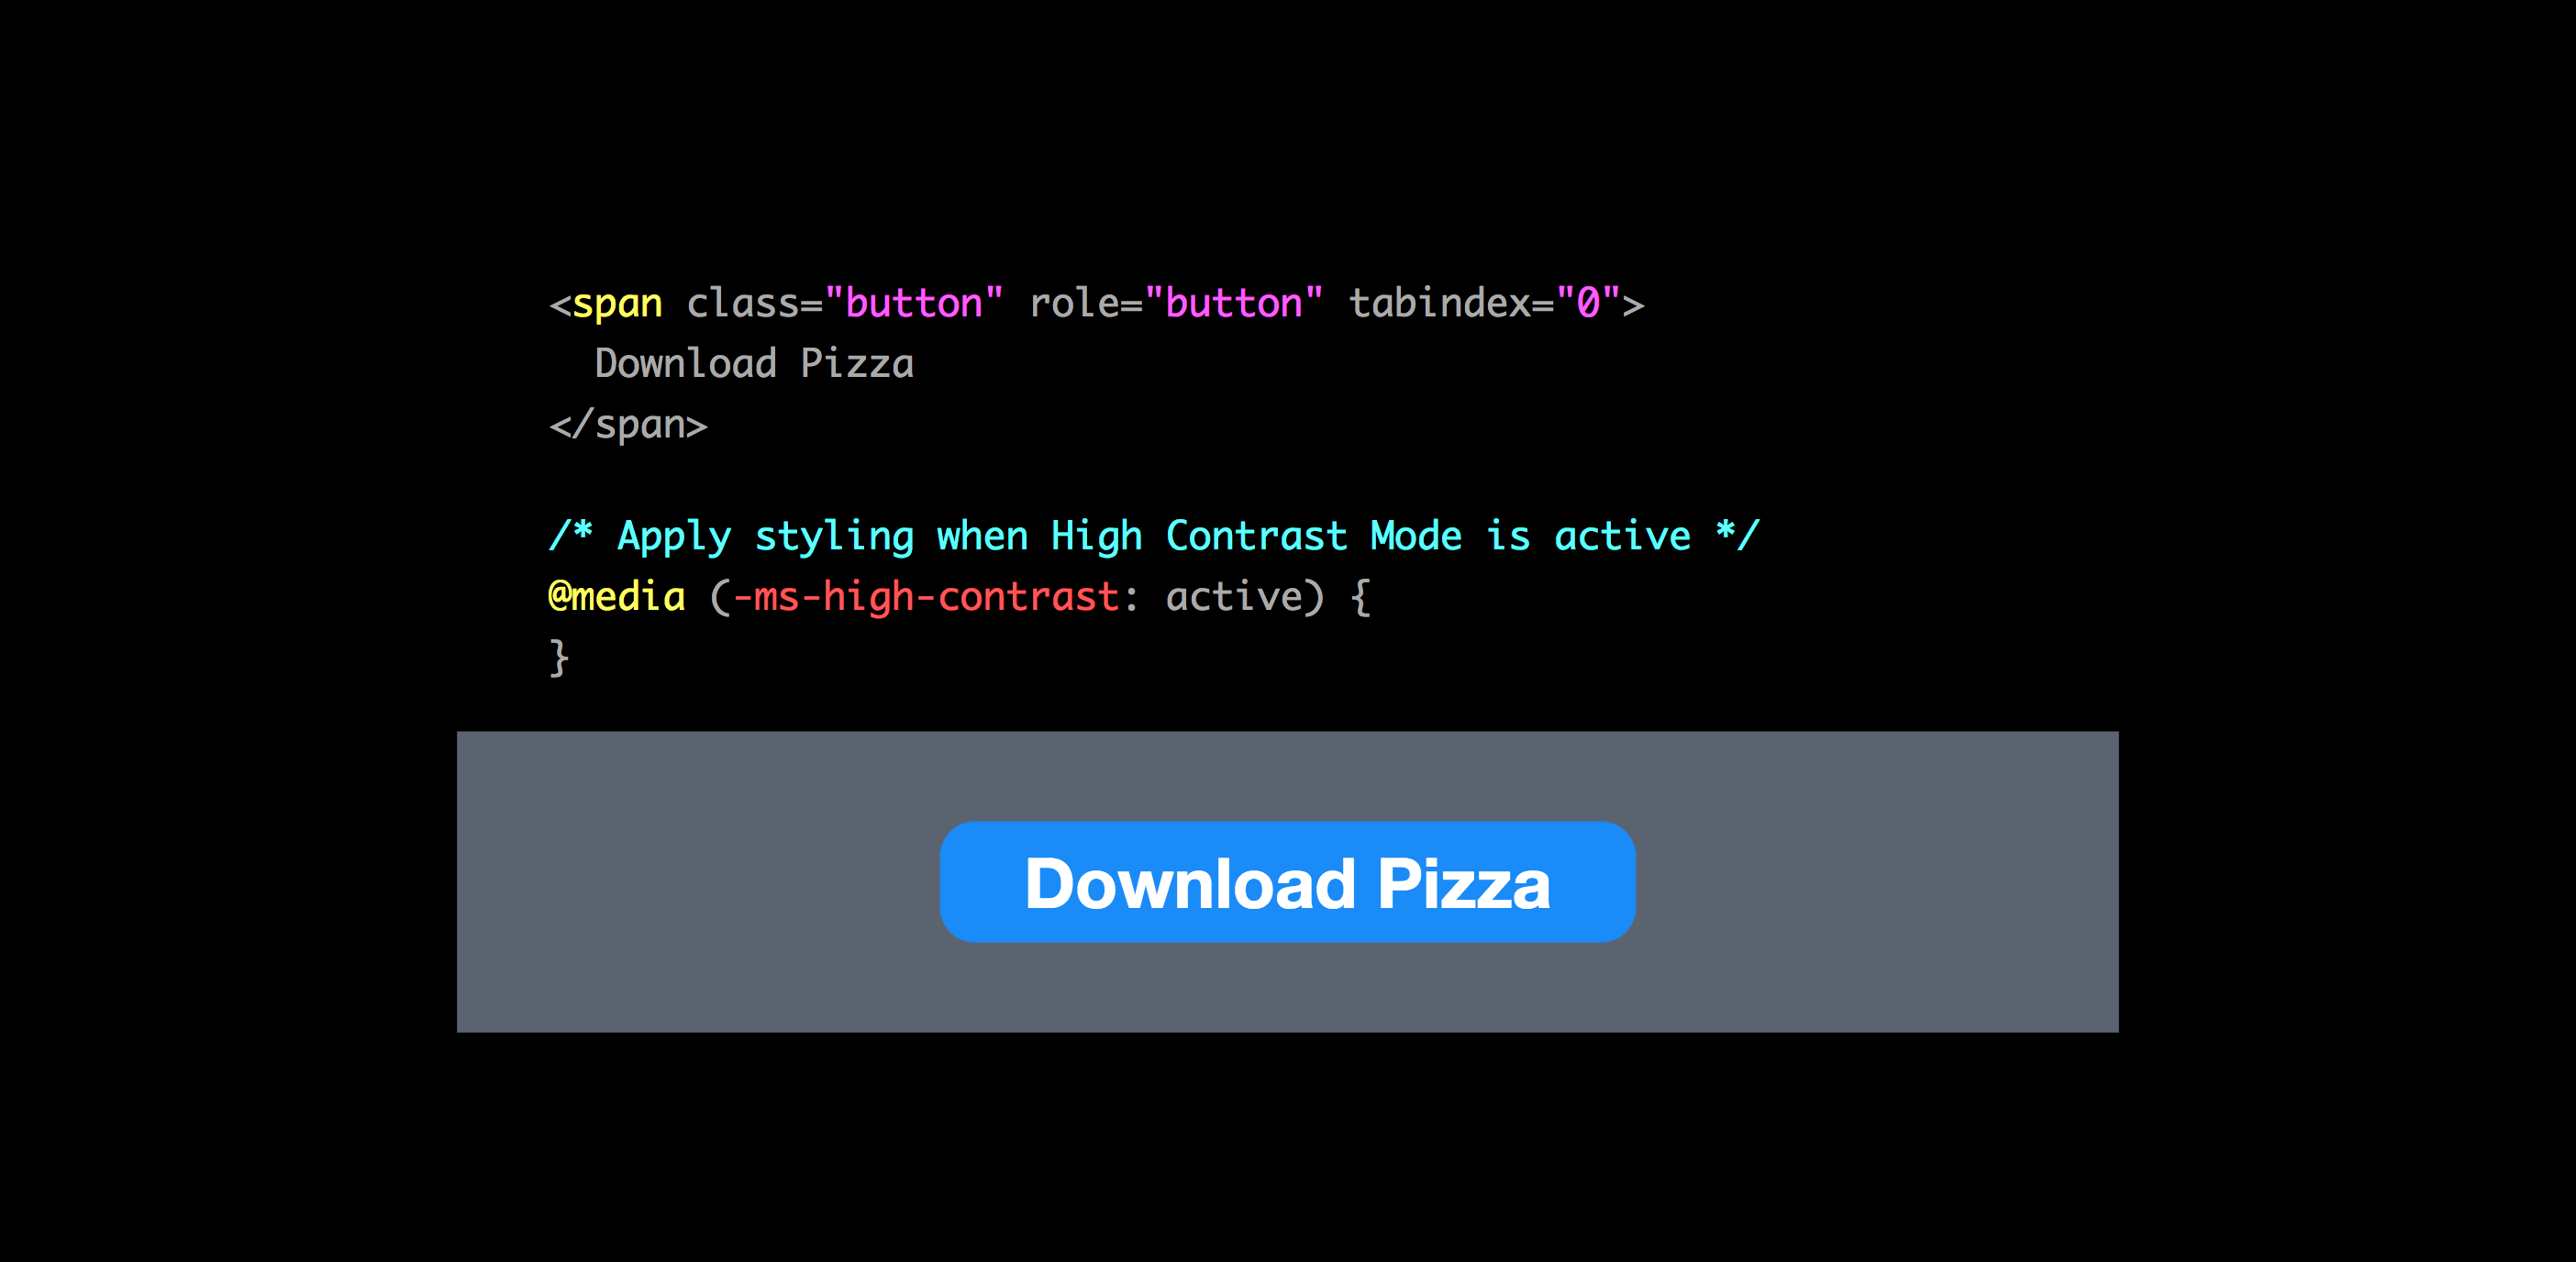 <span class="button" role="button" tabindex="0">
  Download Pizza
</span>
/* Apply styling when High Contrast Mode is active */
@media (-ms-high-contrast: active) {
}
Download Pizza